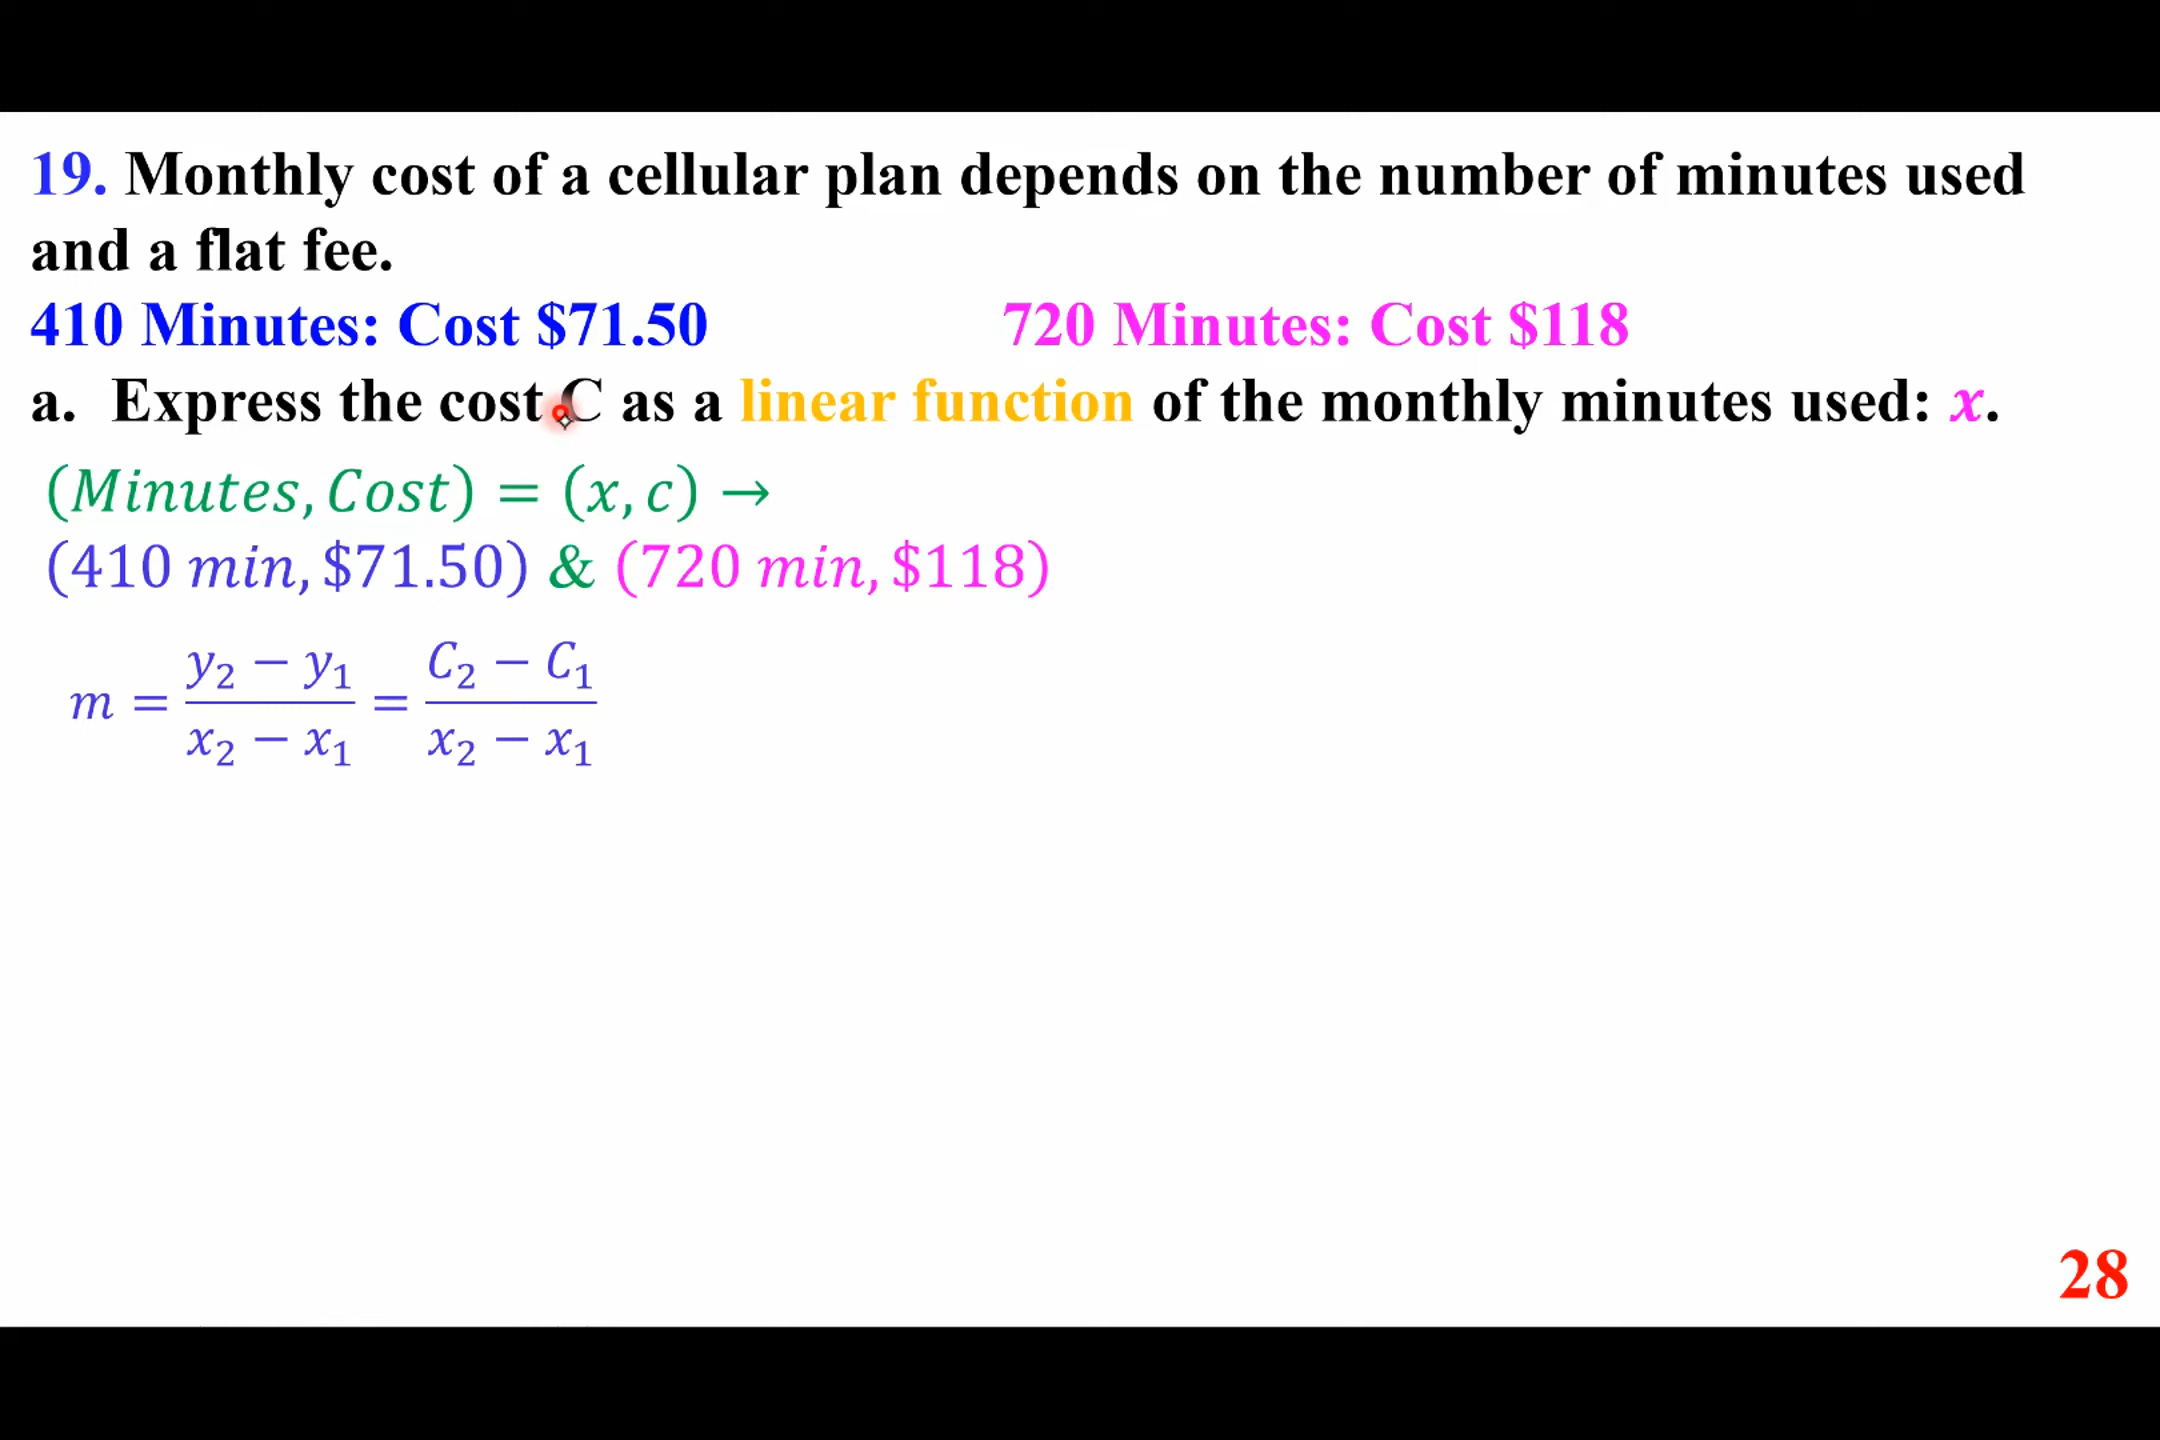 19. Monthly cost of a cellular plan depends on the number of minutes used
and a flat fee.
410 Minutes: Cost $71.50 720 Minutes: Cost $118
a. Express the cost C as a linear function of the monthly minutes used: x.
(Minutes, Cost) = (x, c) →
(410 min, $71.50) & (720 min, $118)
m = (y₂ − y₁)/(x₂ − x₁) = (C₂ − C₁)/(x₂ − x₁)
28